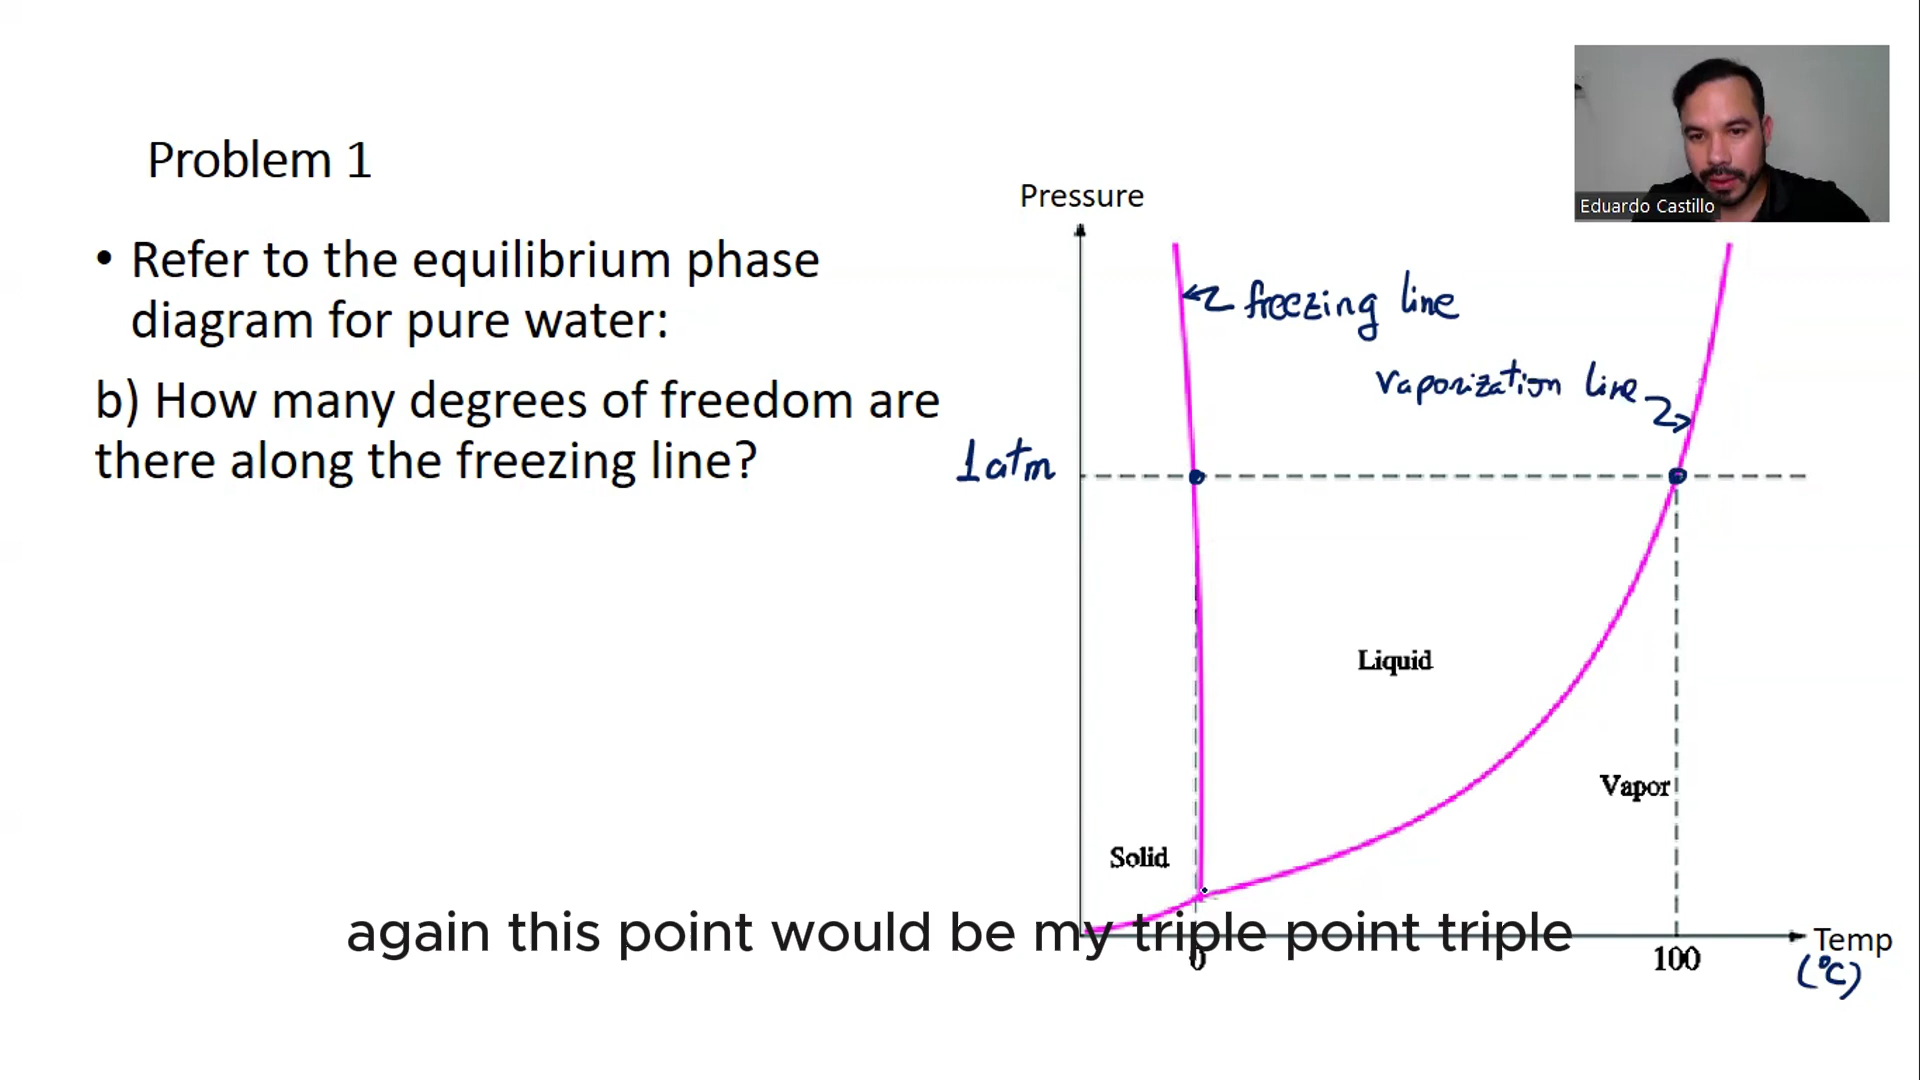 Problem 1
• Refer to the equilibrium phase
diagram for pure water:
b) How many degrees of freedom are
there along the freezing line?
Pressure
Eduardo Castillo
freezing line
vaporization line
1atm
Liquid
Vapor
Solid
again this point would be my triple point triple
Temp
0
100
(°C)